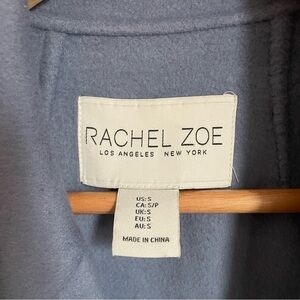 RACHEL ZOE
LOS ANGELES NEW YORK
US: S
CA: S/P
UK: S
EU: S
AU: S
MADE IN CHINA